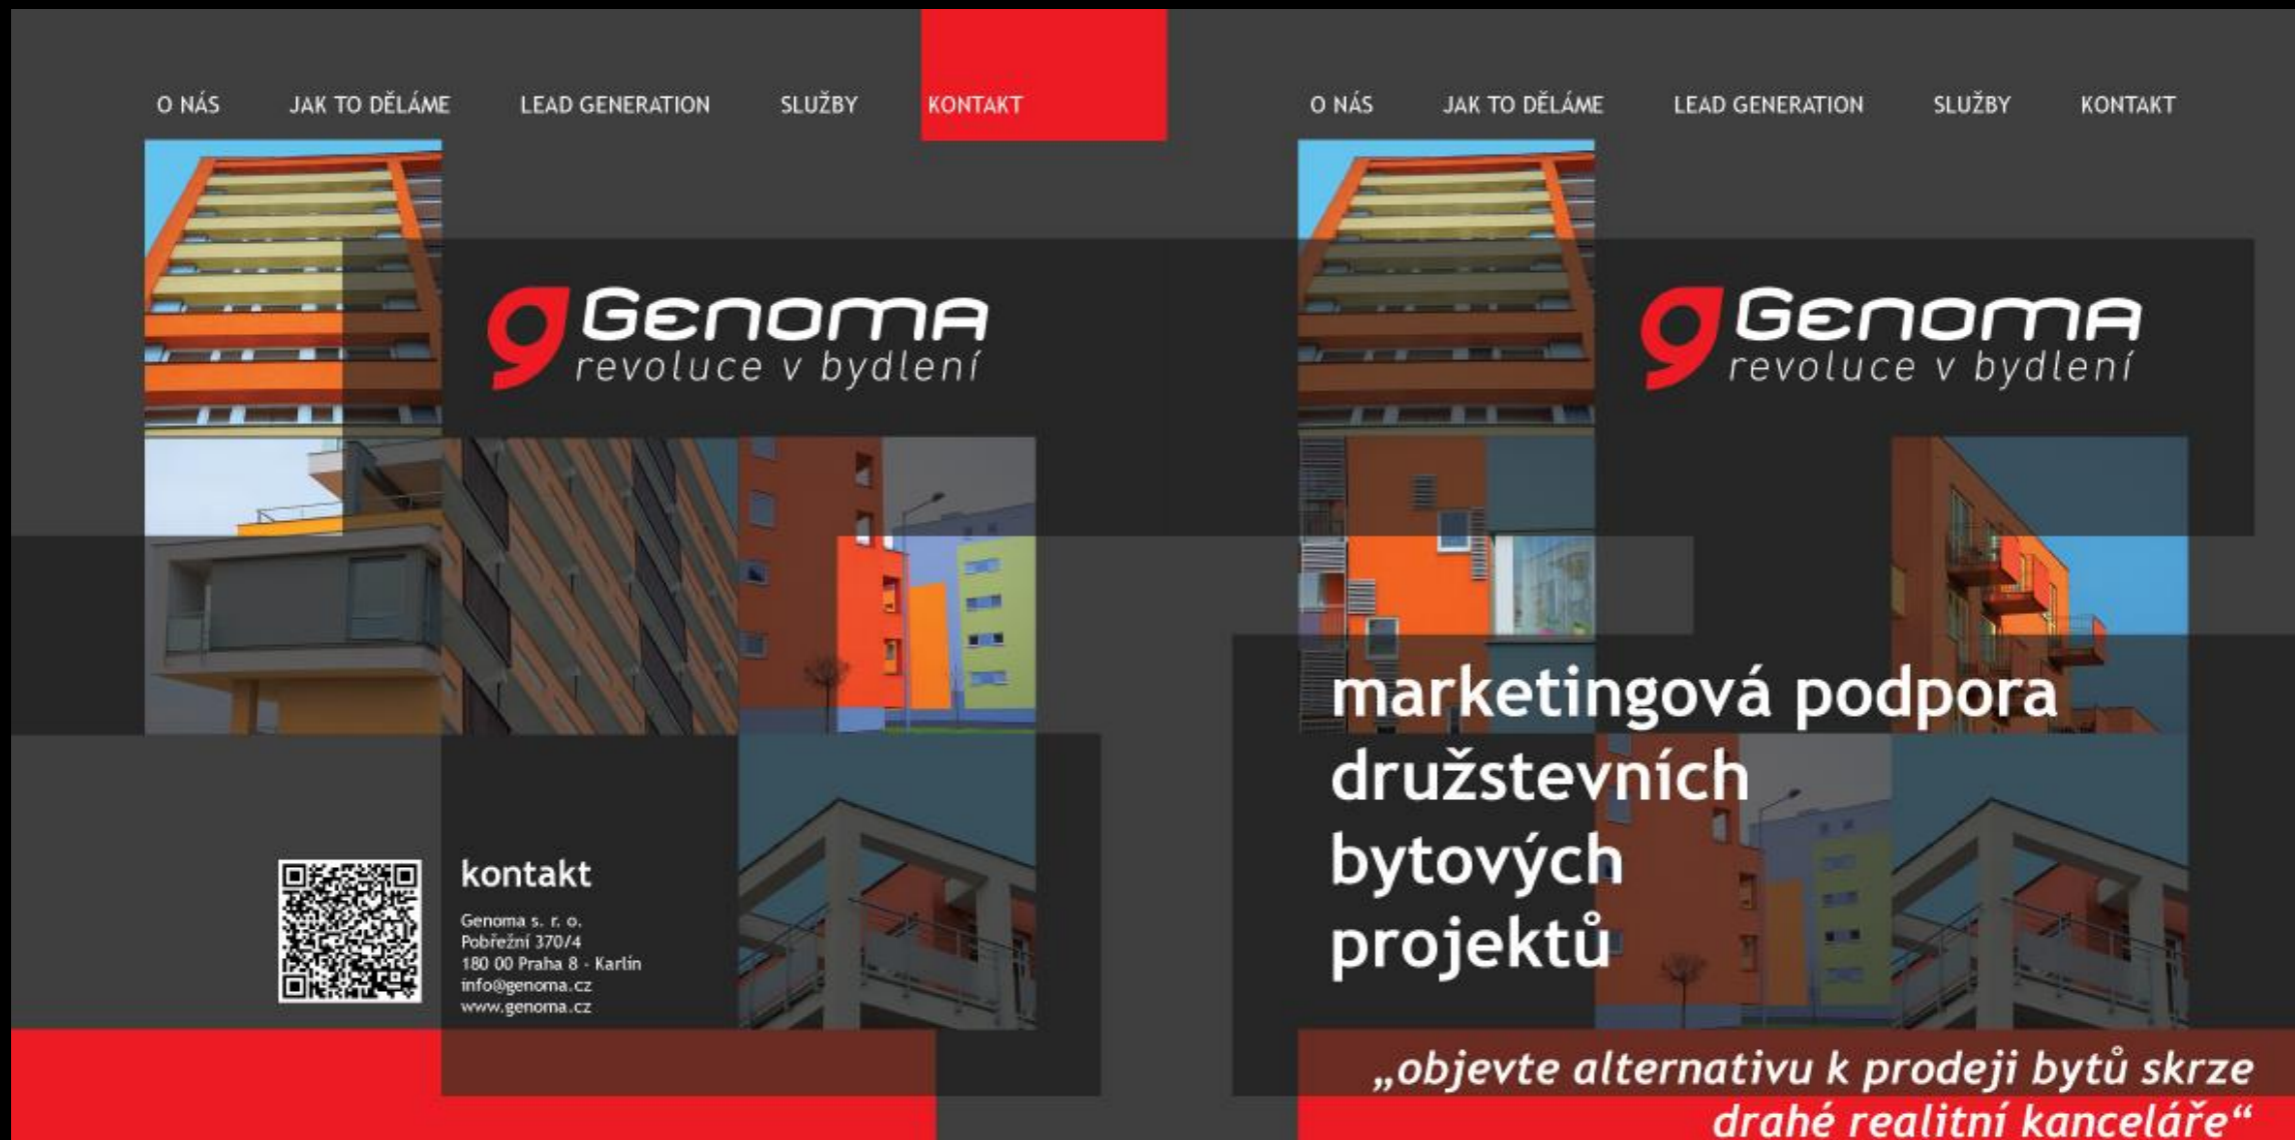 O NÁS JAK TO DĚLÁME LEAD GENERATION SLUŽBY KONTAKT
Genoma
revoluce v bydlení
kontakt
Genoma s. r. o.
Pobřežní 370/4
180 00 Praha 8 - Karlín
info@genoma.cz
www.genoma.cz
O NÁS JAK TO DĚLÁME LEAD GENERATION SLUŽBY KONTAKT
Genoma
revoluce v bydlení
marketingová podpora
družstevních
bytových
projektů
„objevte alternativu k prodeji bytů skrze
drahé realitní kanceláře“